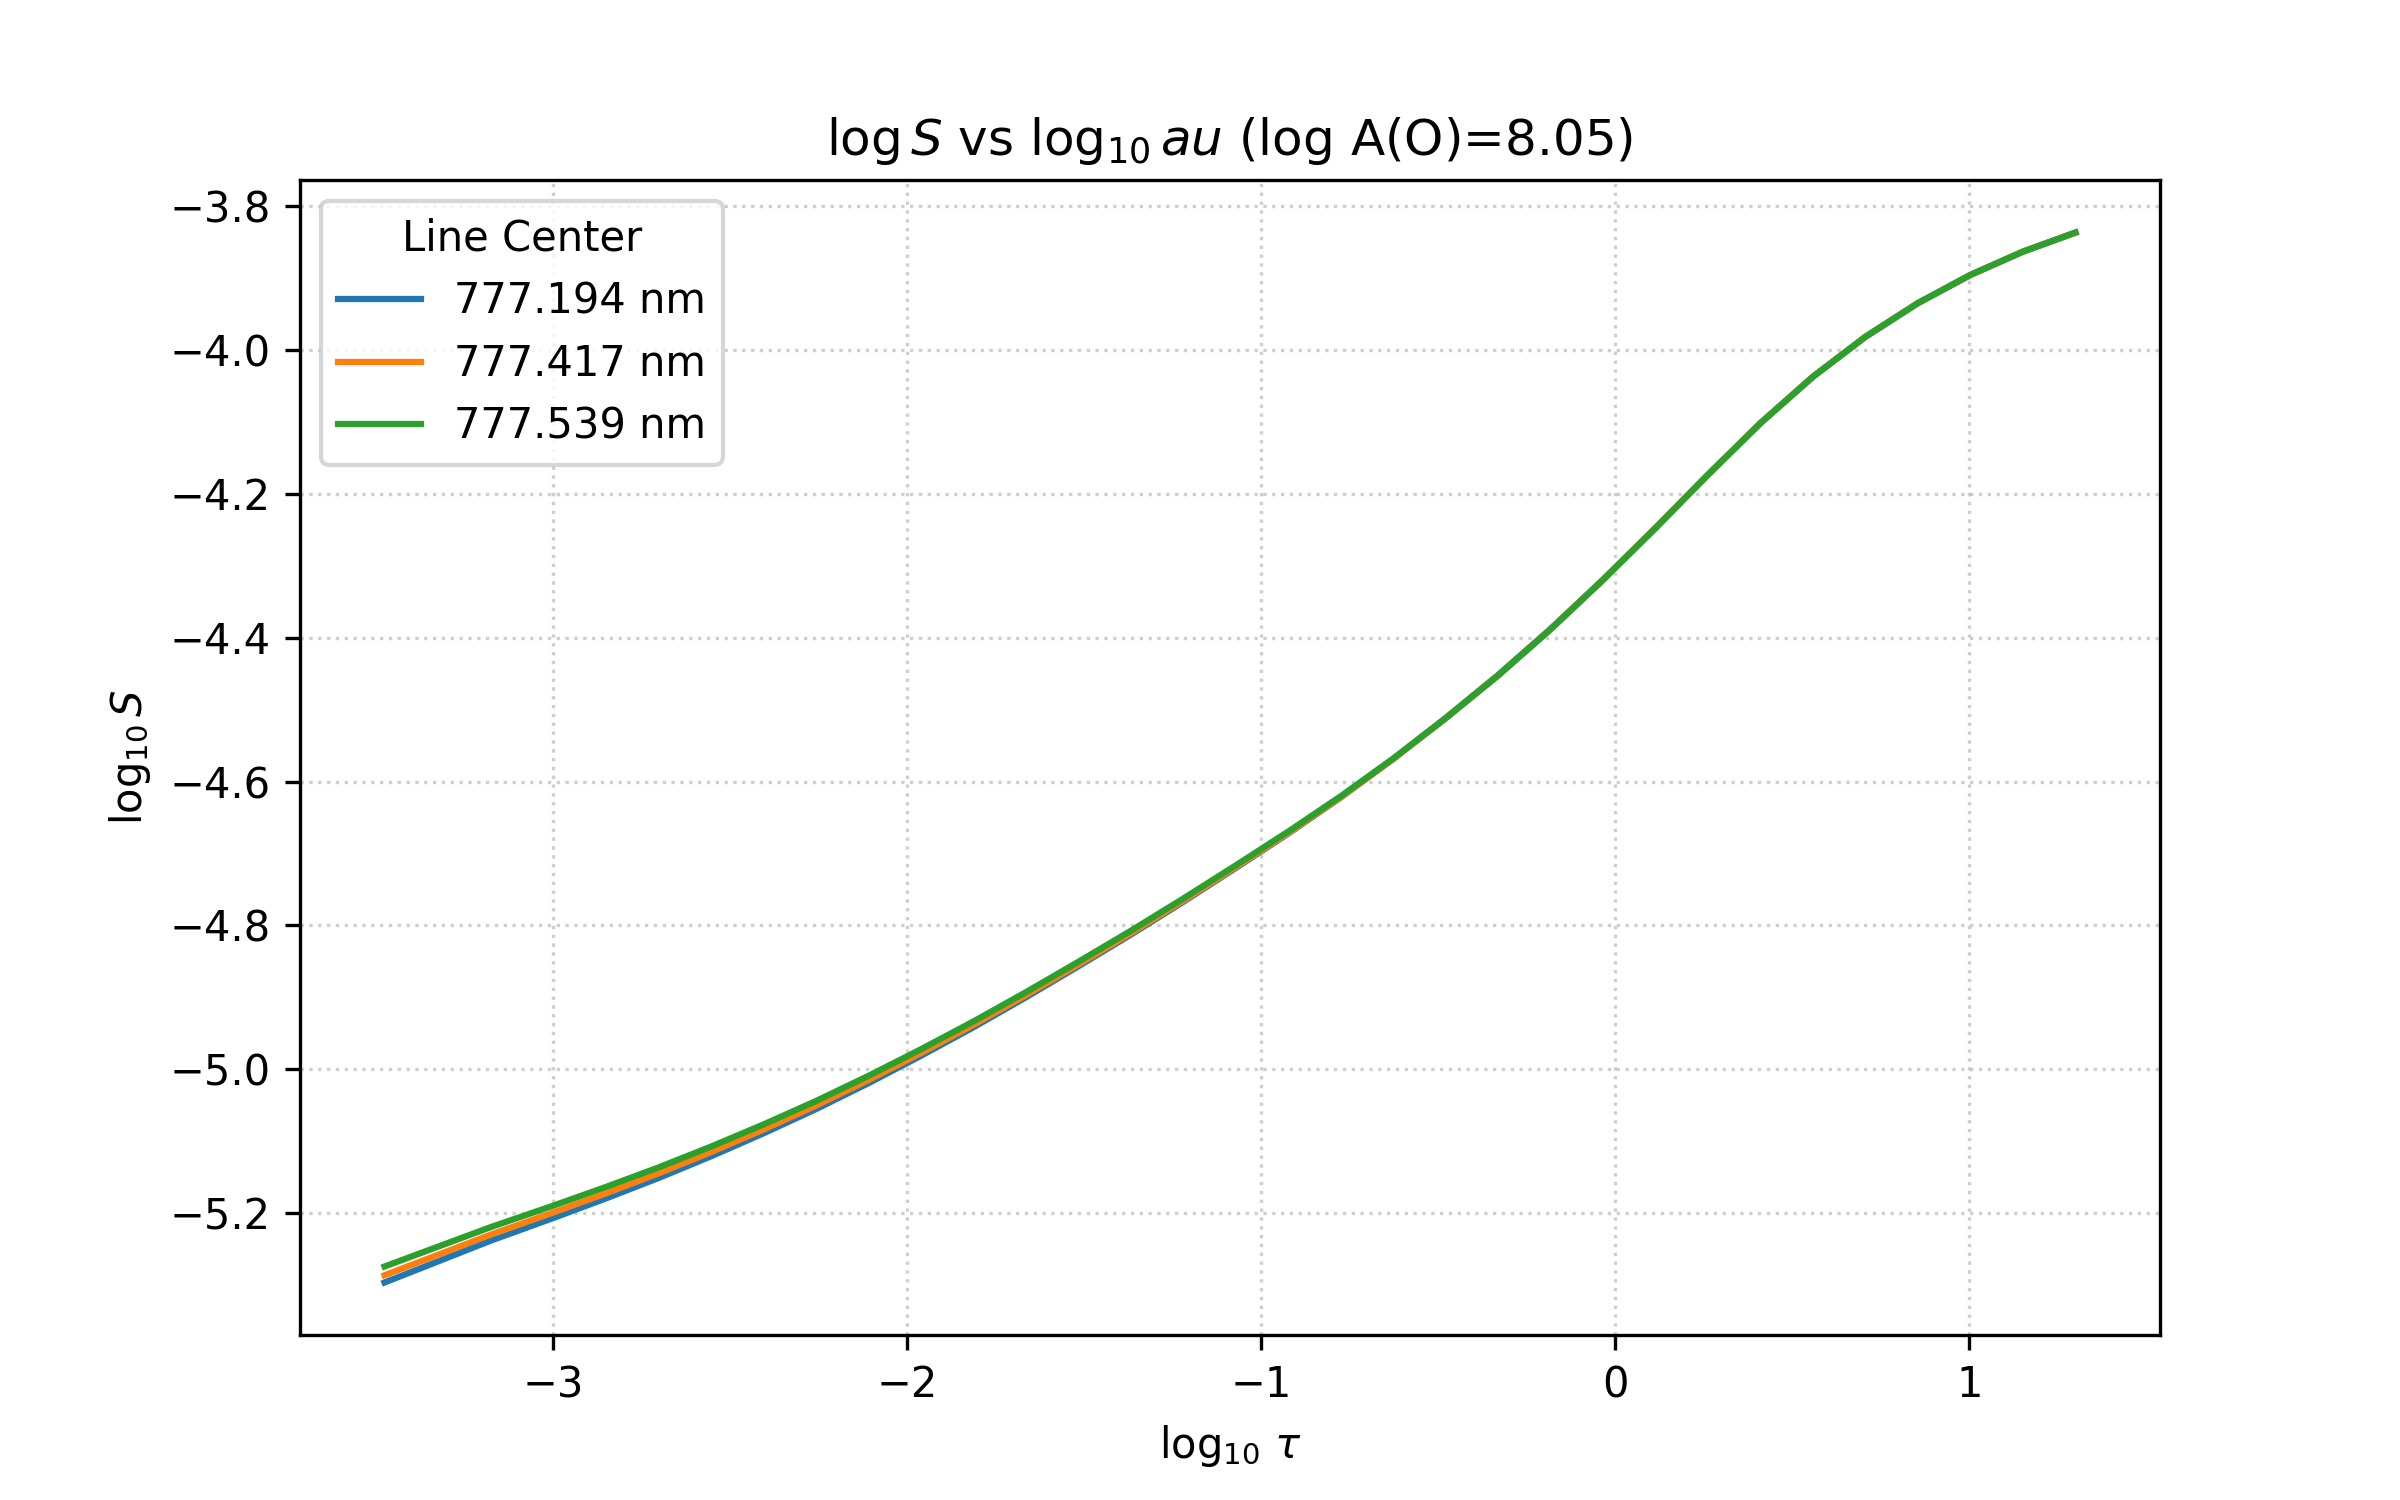 log S vs log₁₀ au (log A(O)=8.05)
Line Center
777.194 nm
777.417 nm
777.539 nm
−3.8
−4.0
−4.2
−4.4
−4.6
−4.8
−5.0
−5.2
log₁₀ S
−3 −2 −1 0 1
log₁₀ τ